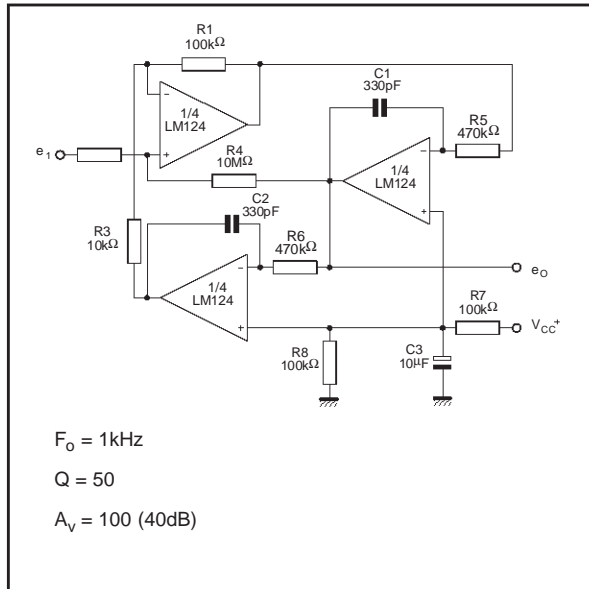 R1
100kΩ
C1
330pF
1/4
LM124
R5
470kΩ
e1
R4
10MΩ
1/4
LM124
C2
330pF
R3
10kΩ
R6
470kΩ
1/4
LM124
eO
R7
100kΩ
VCC+
R8
100kΩ
C3
10µF
Fo = 1kHz
Q = 50
AV = 100 (40dB)
-
+
-
+
-
+